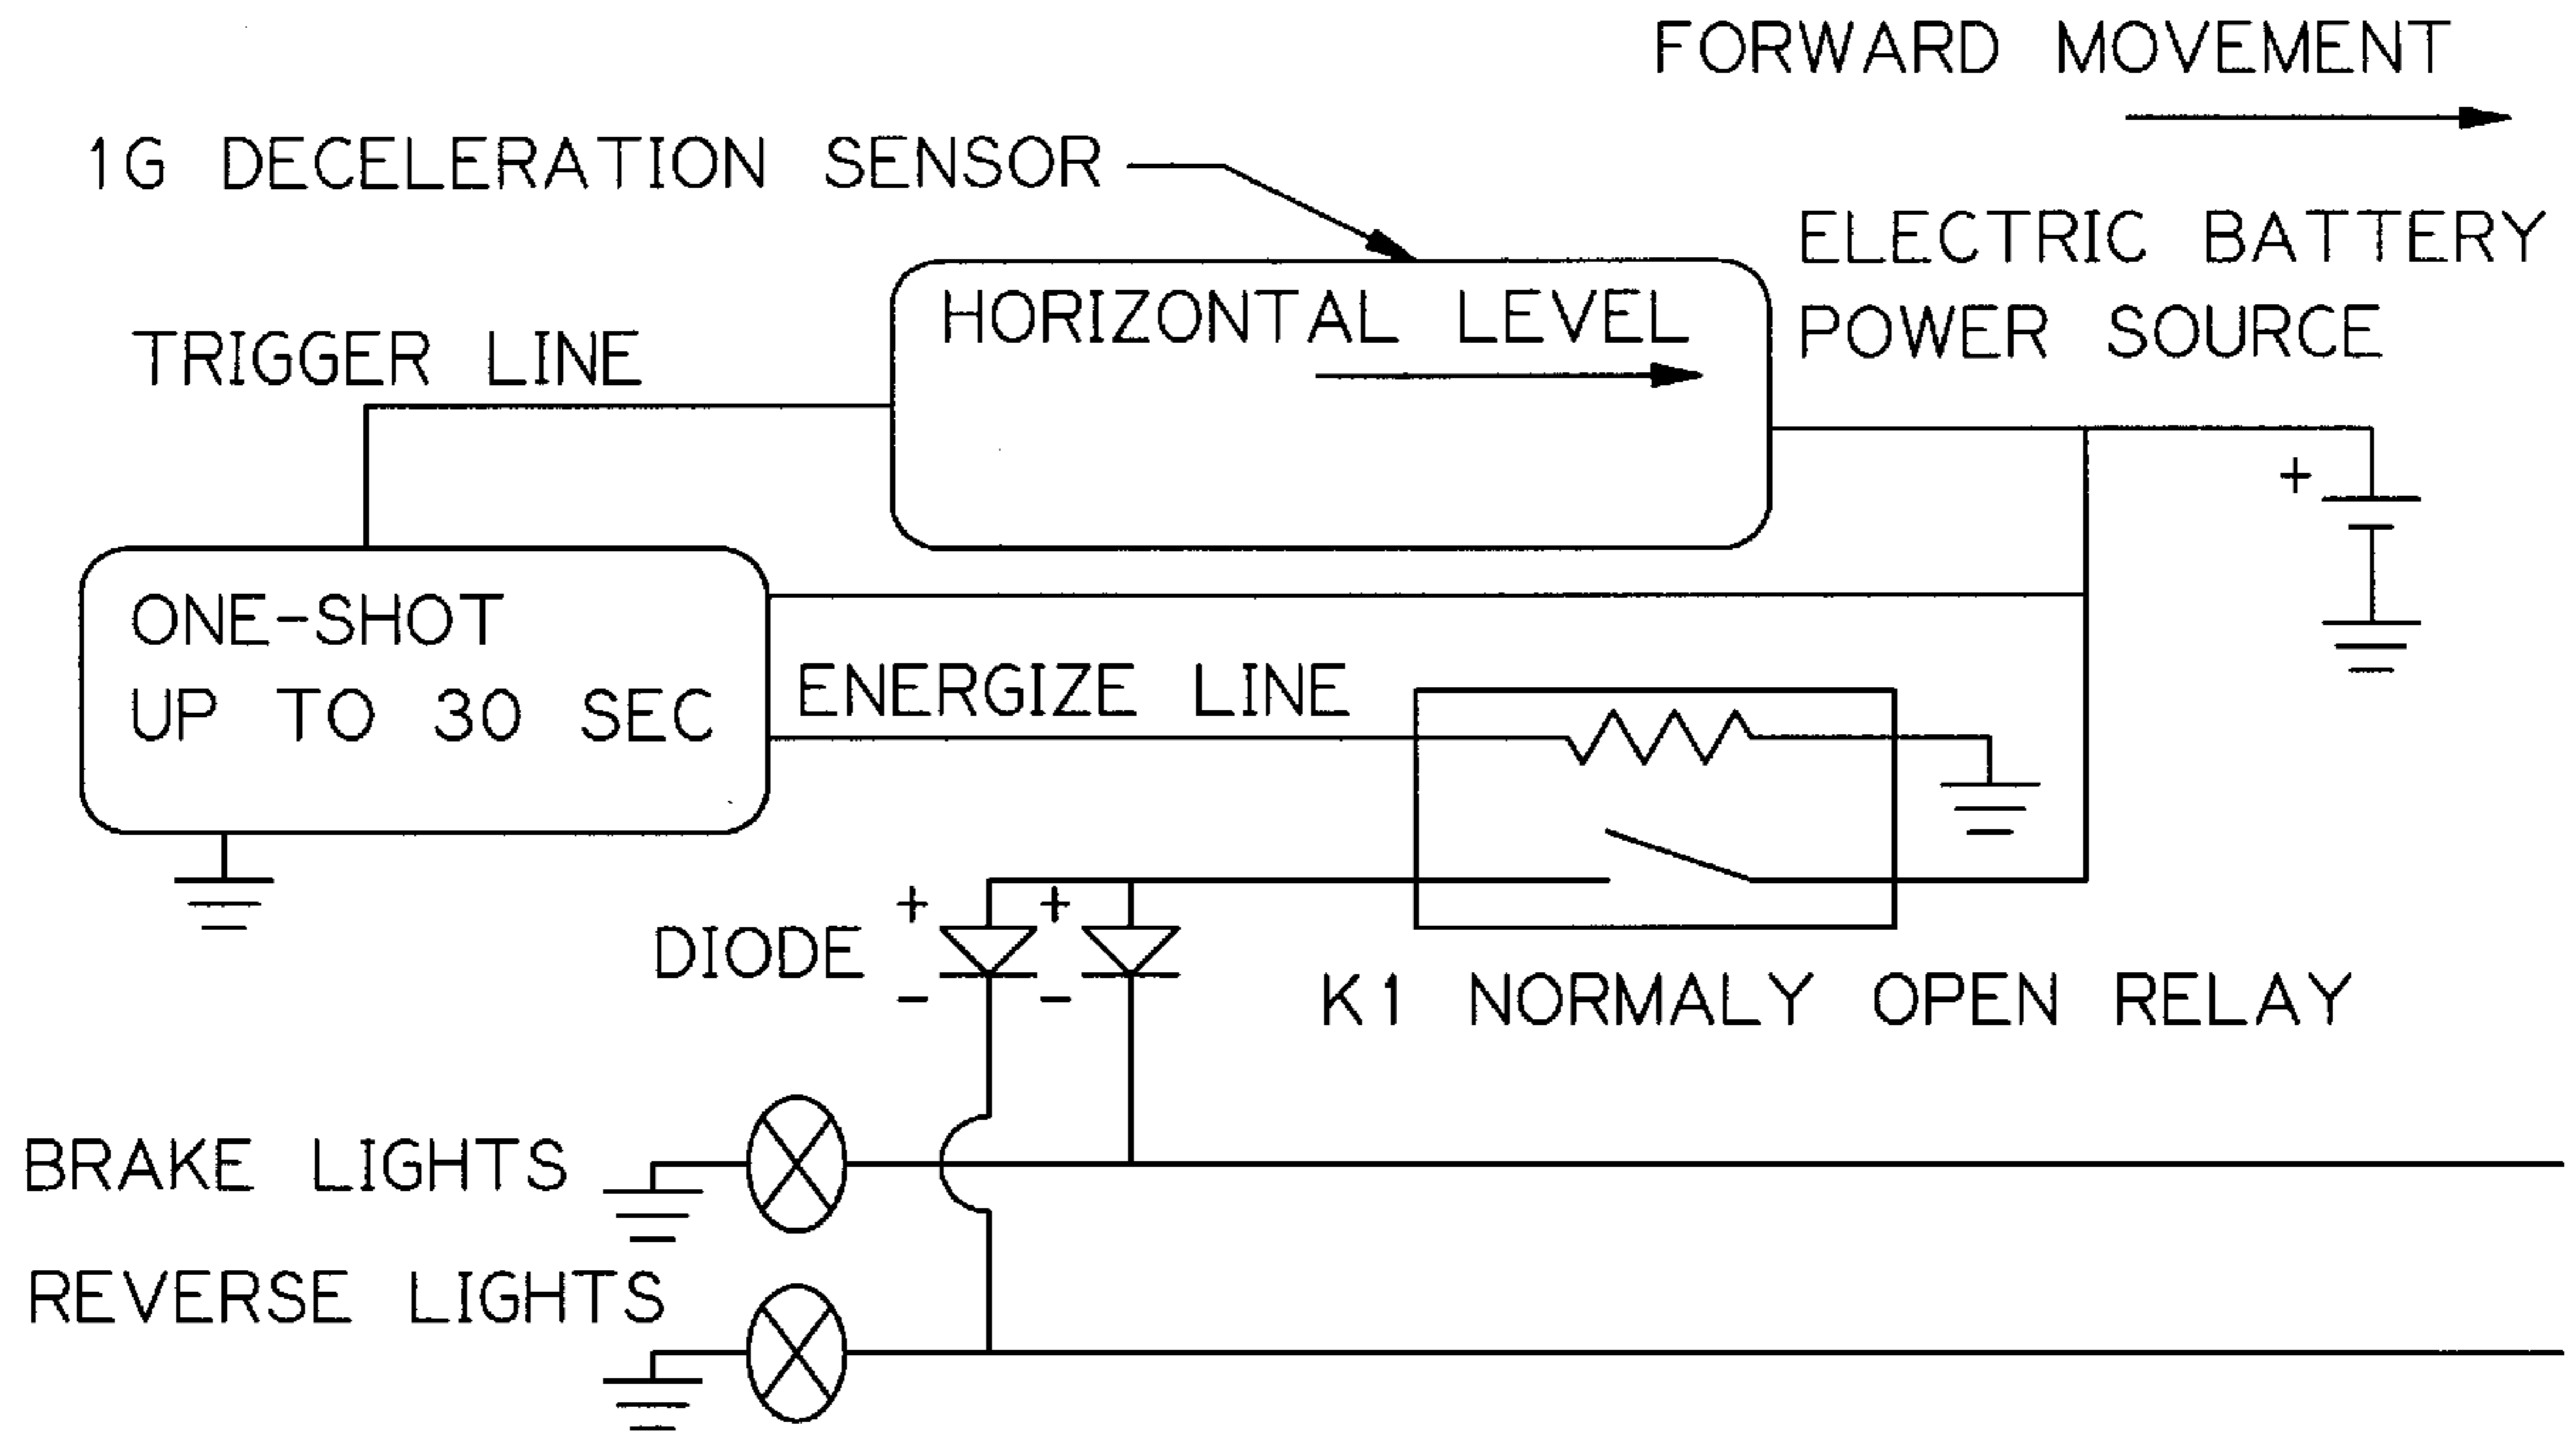 FORWARD MOVEMENT
1G DECELERATION SENSOR
ELECTRIC BATTERY
POWER SOURCE
HORIZONTAL LEVEL
TRIGGER LINE
+
ONE-SHOT
UP TO 30 SEC
ENERGIZE LINE
+ +
DIODE
- -
K1 NORMALY OPEN RELAY
BRAKE LIGHTS
REVERSE LIGHTS